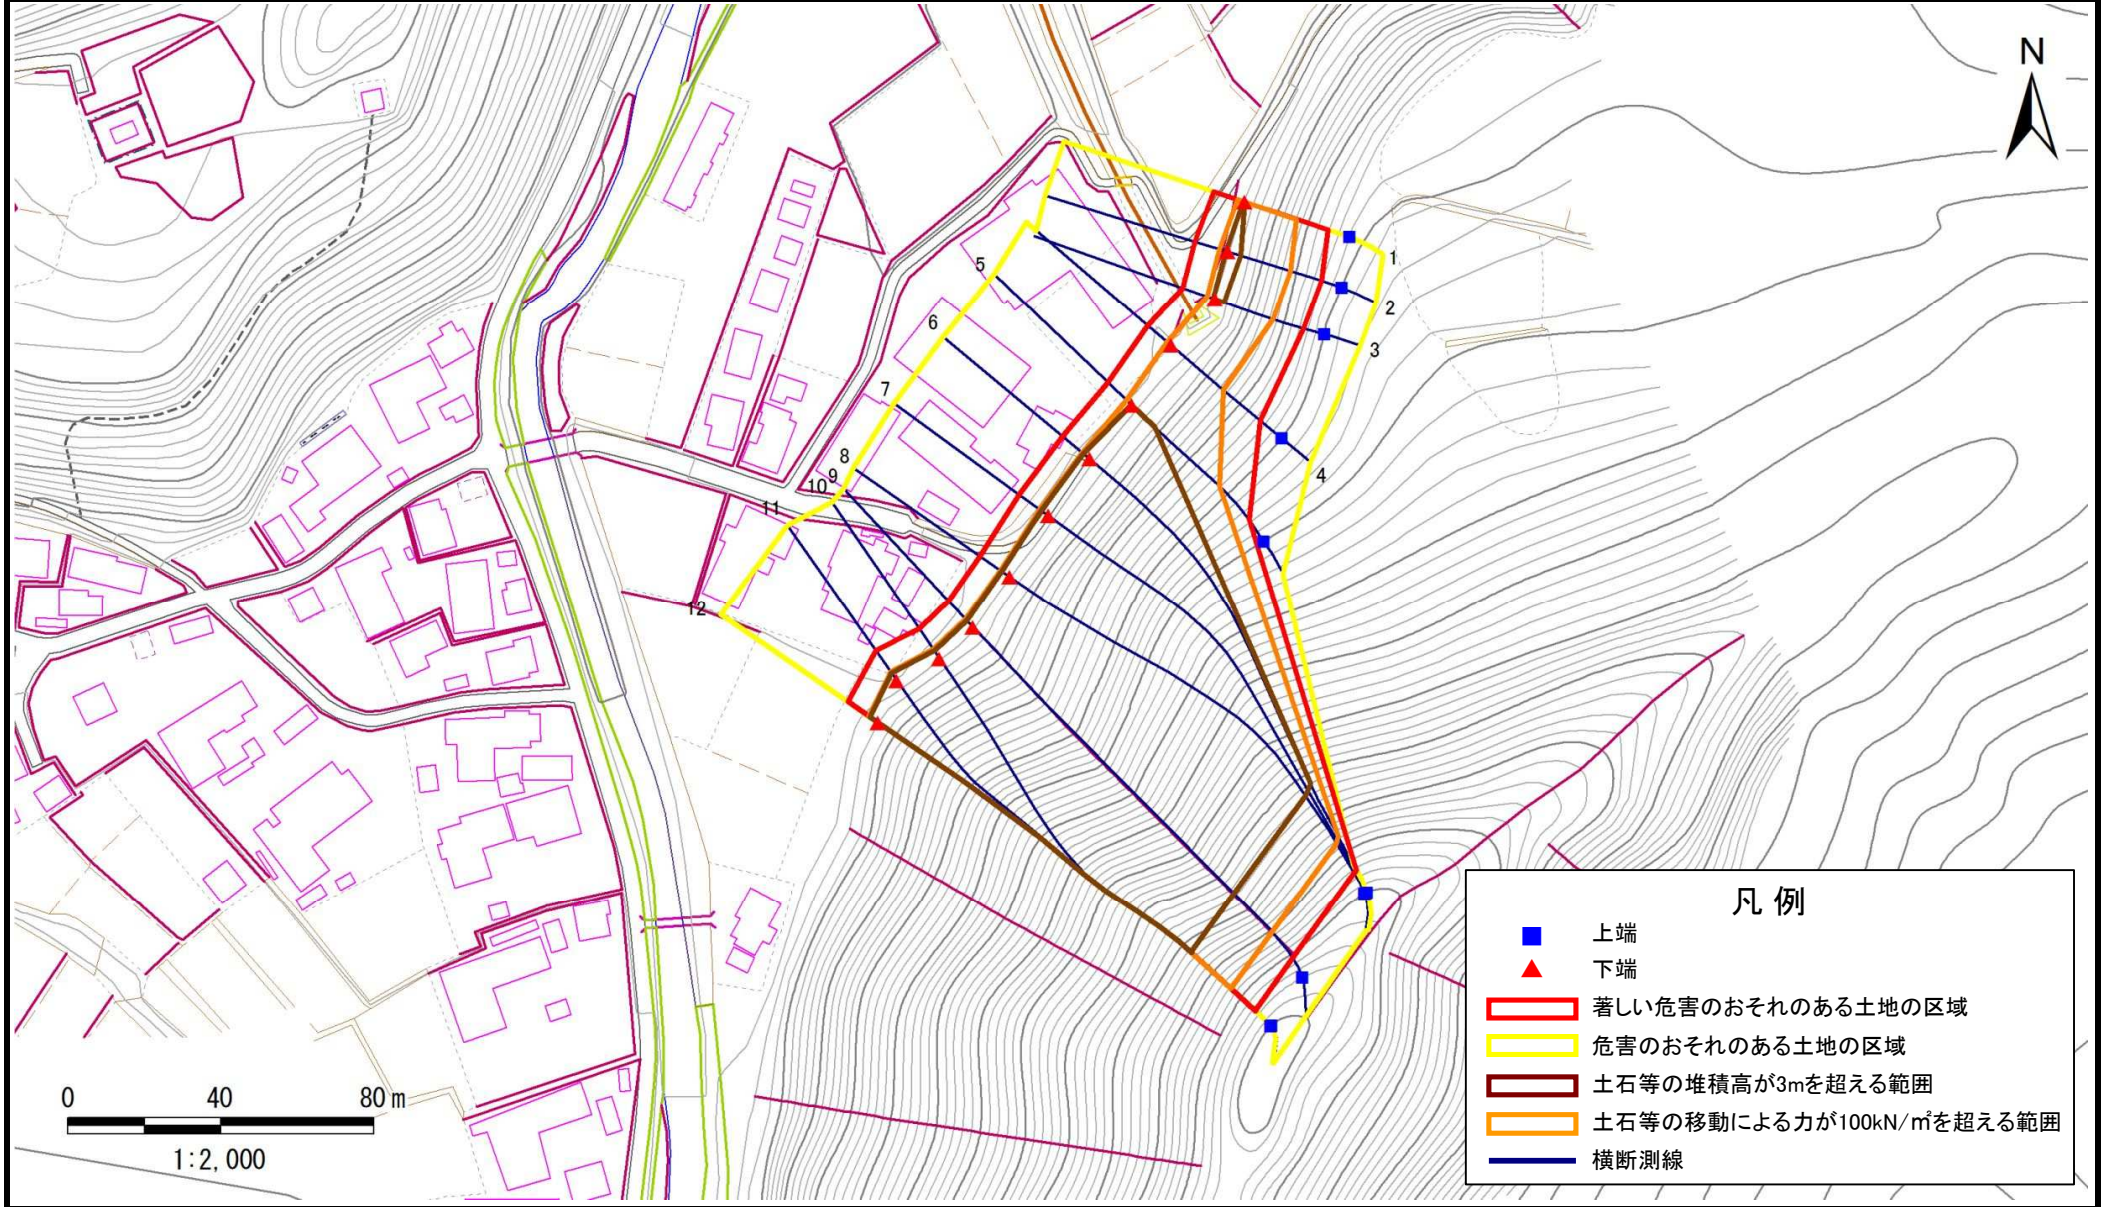 N
1
2
3
4
5
6
7
8
9
10
11
12
凡 例
上端
下端
著しい危害のおそれのある土地の区域
危害のおそれのある土地の区域
土石等の堆積高が3mを超える範囲
土石等の移動による力が100kN/㎡を超える範囲
横断測線
0 40 80 m
1:2,000